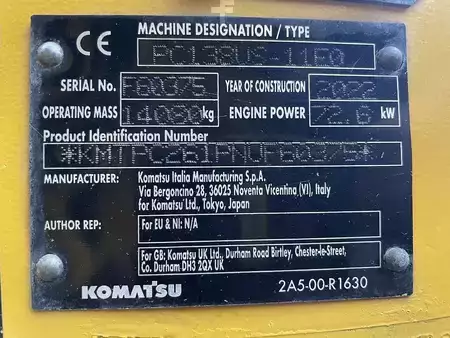 CE
MACHINE DESIGNATION / TYPE
PC138US-11E0
SERIAL No.
F60375
YEAR OF CONSTRUCTION
2022
OPERATING MASS
14080
kg
ENGINE POWER
72.6
kW
Product Identification Number
*KMTPC261PNUF60375*
MANUFACTURER:
Komatsu Italia Manufacturing S.p.A.
Via Bergoncino 28, 36025 Noventa Vicentina (VI), Italy
for Komatsu Ltd., Tokyo, Japan
AUTHOR REP:
For EU & NI: N/A
For GB: Komatsu UK Ltd., Durham Road Birtley, Chester-le-Street,
Co. Durham DH3 2QX UK
KOMATSU
2A5-00-R1630